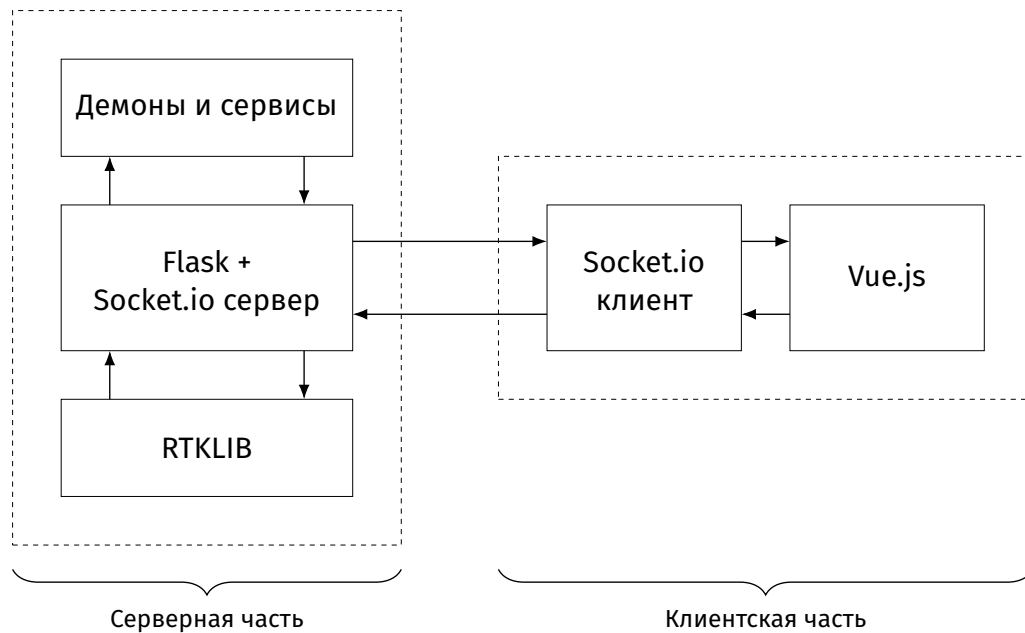 Демоны и сервисы
Flask +
Socket.io сервер
RTKLIB
Socket.io
клиент
Vue.js
Серверная часть
Клиентская часть